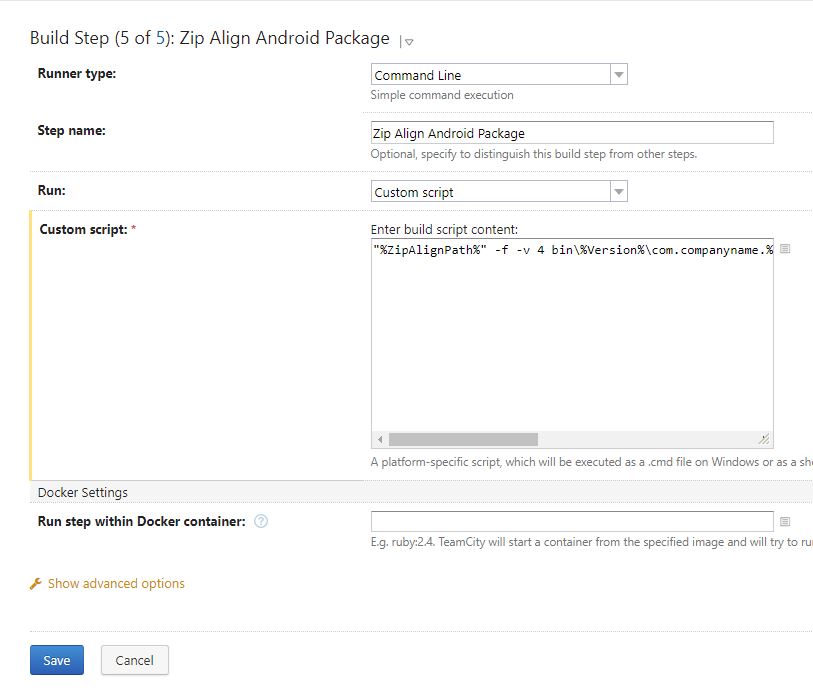 Build Step (5 of 5): Zip Align Android Package
Runner type:
Command Line
Simple command execution
Step name:
Zip Align Android Package
Optional, specify to distinguish this build step from other steps.
Run:
Custom script
Custom script: *
Enter build script content:
"%ZipAlignPath%" -f -v 4 bin\%Version%\com.companyname.%
A platform-specific script, which will be executed as a .cmd file on Windows or as a
Docker Settings
Run step within Docker container: ?
E.g. ruby:2.4. TeamCity will start a container from the specified image and will try to
Show advanced options
Save
Cancel